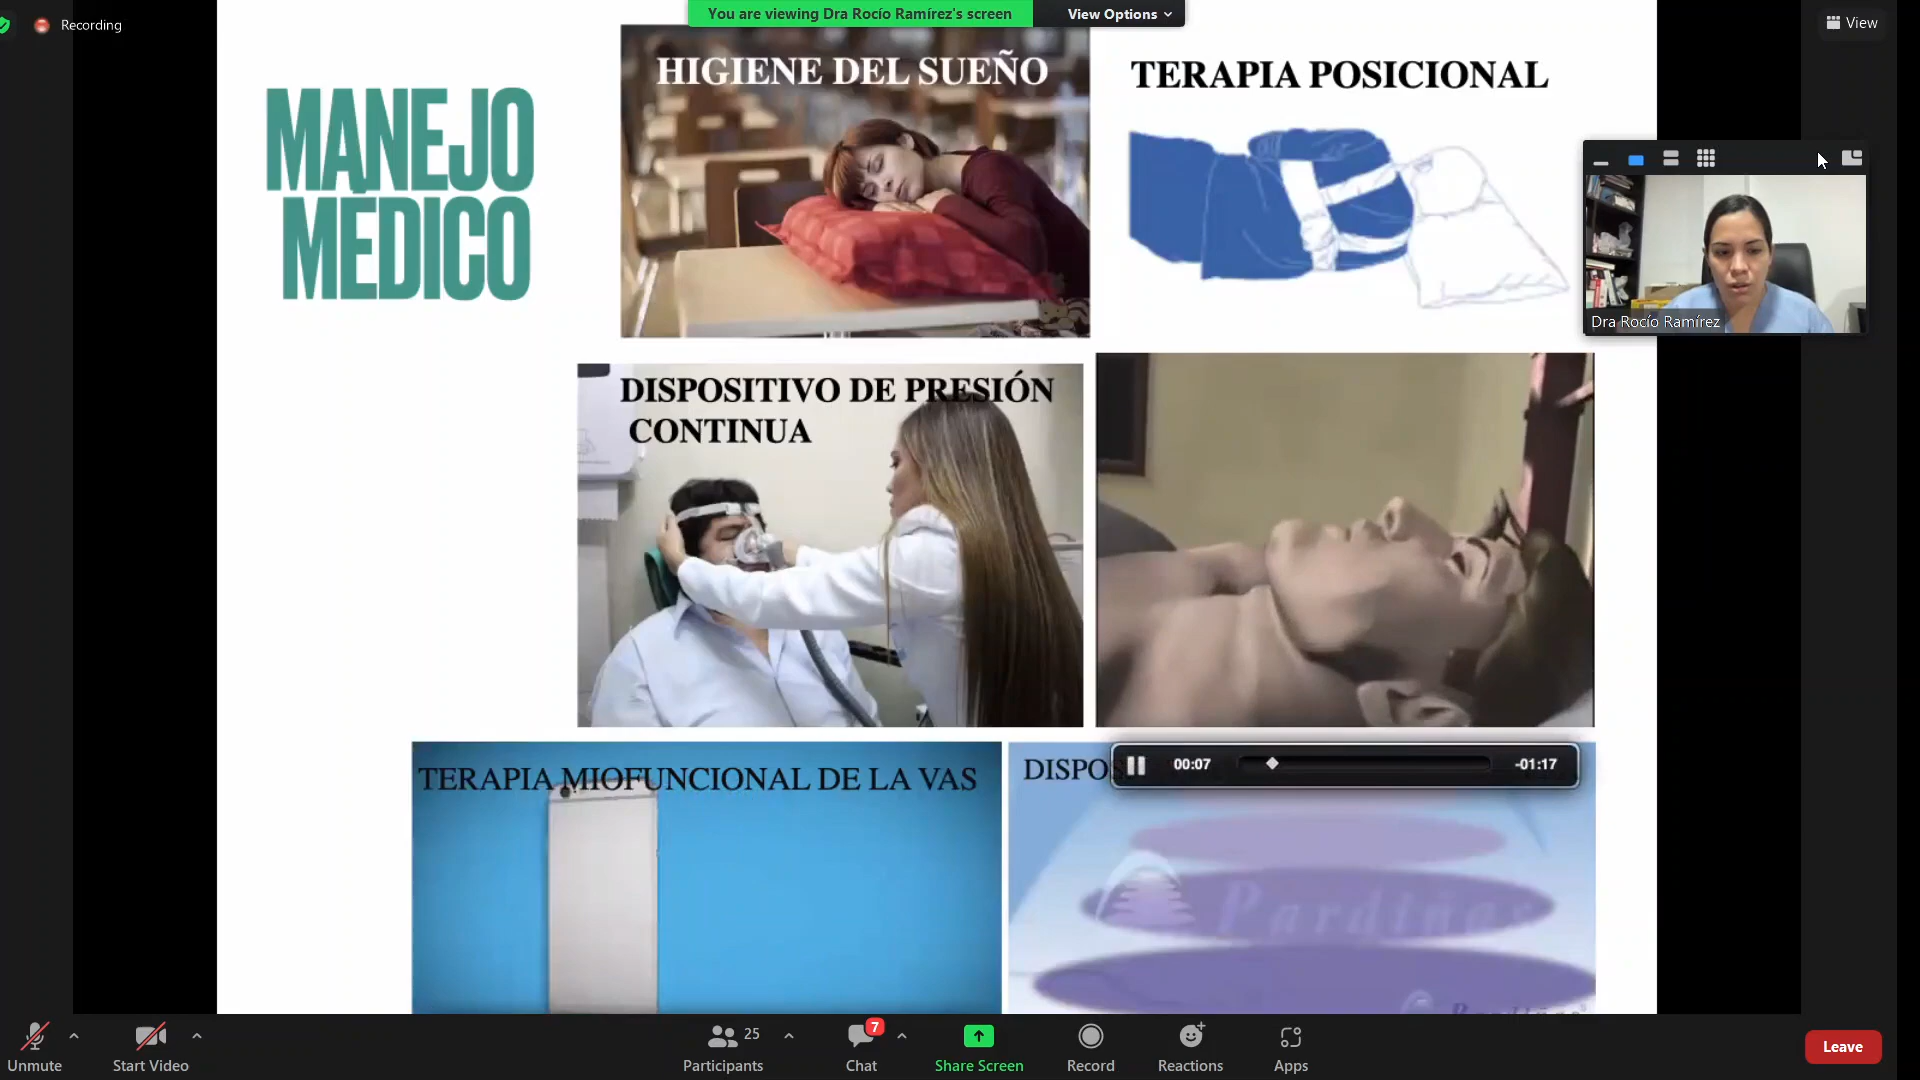 Recording
You are viewing Dra Rocío Ramírez's screen
View Options
View
MANEJO
MÉDICO
HIGIENE DEL SUEÑO
TERAPIA POSICIONAL
Dra Rocío Ramírez
DISPOSITIVO DE PRESIÓN
CONTINUA
TERAPIA MIOFUNCIONAL DE LA VAS
DISPOS
00:07
-01:17
Pardiñas
Unmute
Start Video
25
Participants
7
Chat
Share Screen
Record
Reactions
Apps
Leave